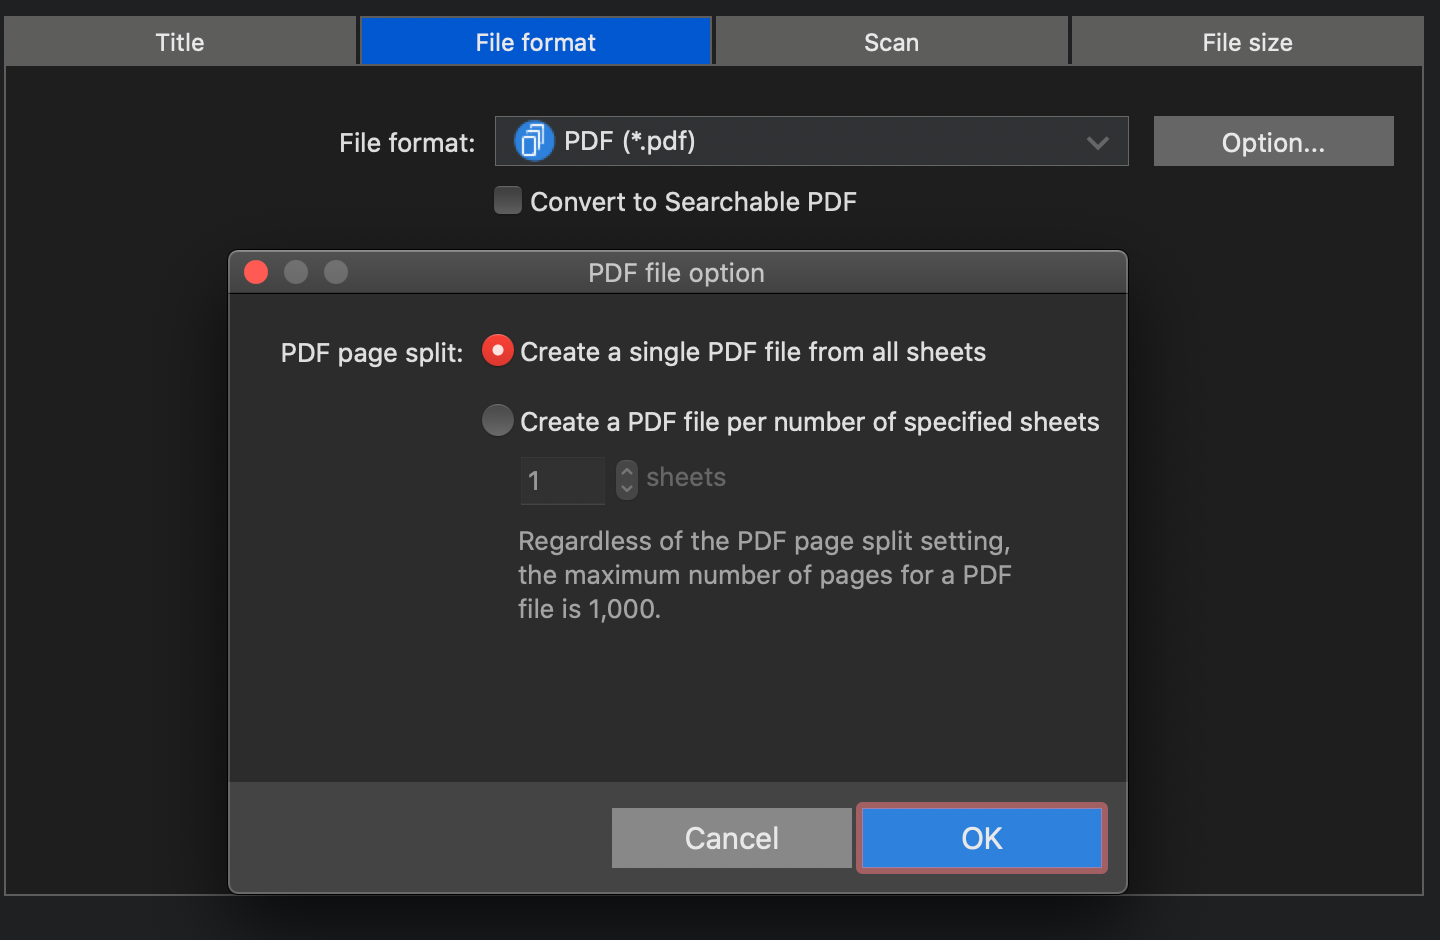 Title
File format
Scan
File size
File format:
PDF (*.pdf)
Option...
Convert to Searchable PDF
PDF file option
PDF page split:
Create a single PDF file from all sheets
Create a PDF file per number of specified sheets
1
sheets
Regardless of the PDF page split setting,
the maximum number of pages for a PDF
file is 1,000.
Cancel
OK